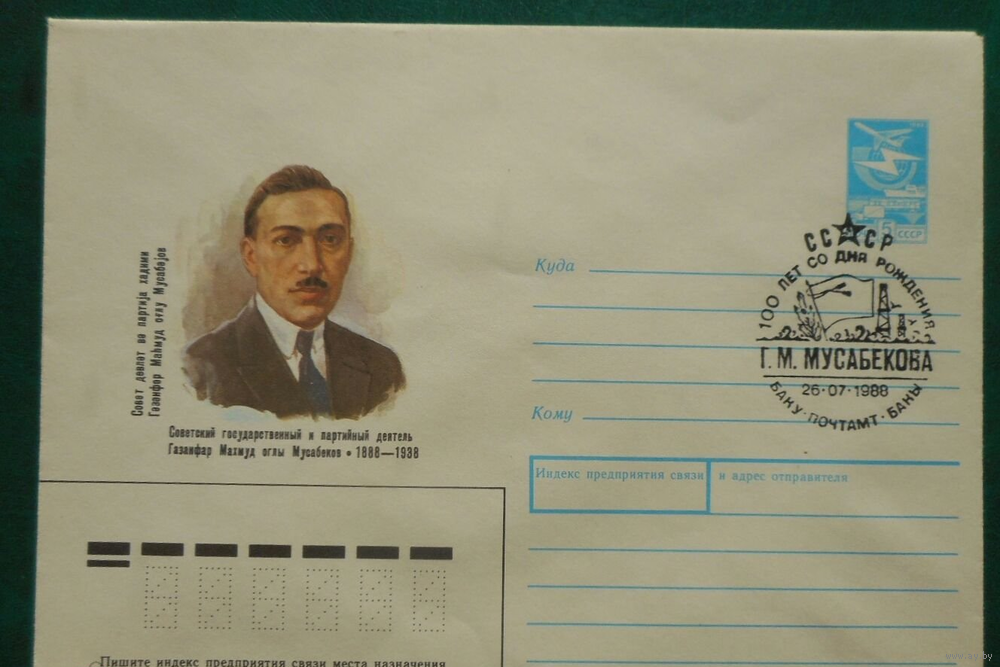 Совет дөвләт вә партија хадими
Гәзәнфәр Маһмуд оғлу Мусабәјов
Советский государственный и партийный деятель
Газанфар Махмуд оглы Мусабеков • 1888—1938
5 СССР
СССР
100 ЛЕТ СО ДНЯ РОЖДЕНИЯ
Г. М. МУСАБЕКОВА
26·07·1988
БАКУ·ПОЧТАМТ·БАКЫ
Куда
Кому
Индекс предприятия связи и адрес отправителя
Пишите индекс предприятия связи места назначения